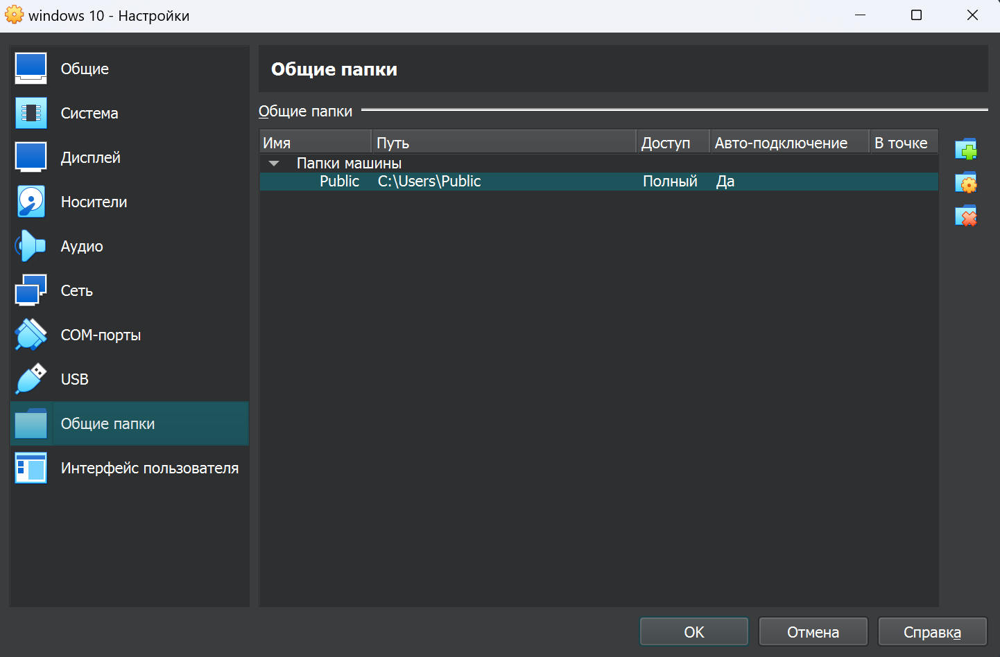 windows 10 - Настройки
Общие
Система
Дисплей
Носители
Аудио
Сеть
COM-порты
USB
Общие папки
Интерфейс пользователя
Общие папки
Общие папки
Имя Путь Доступ Авто-подключение В точке
Папки машины
Public C:\Users\Public Полный Да
OK Отмена Справка